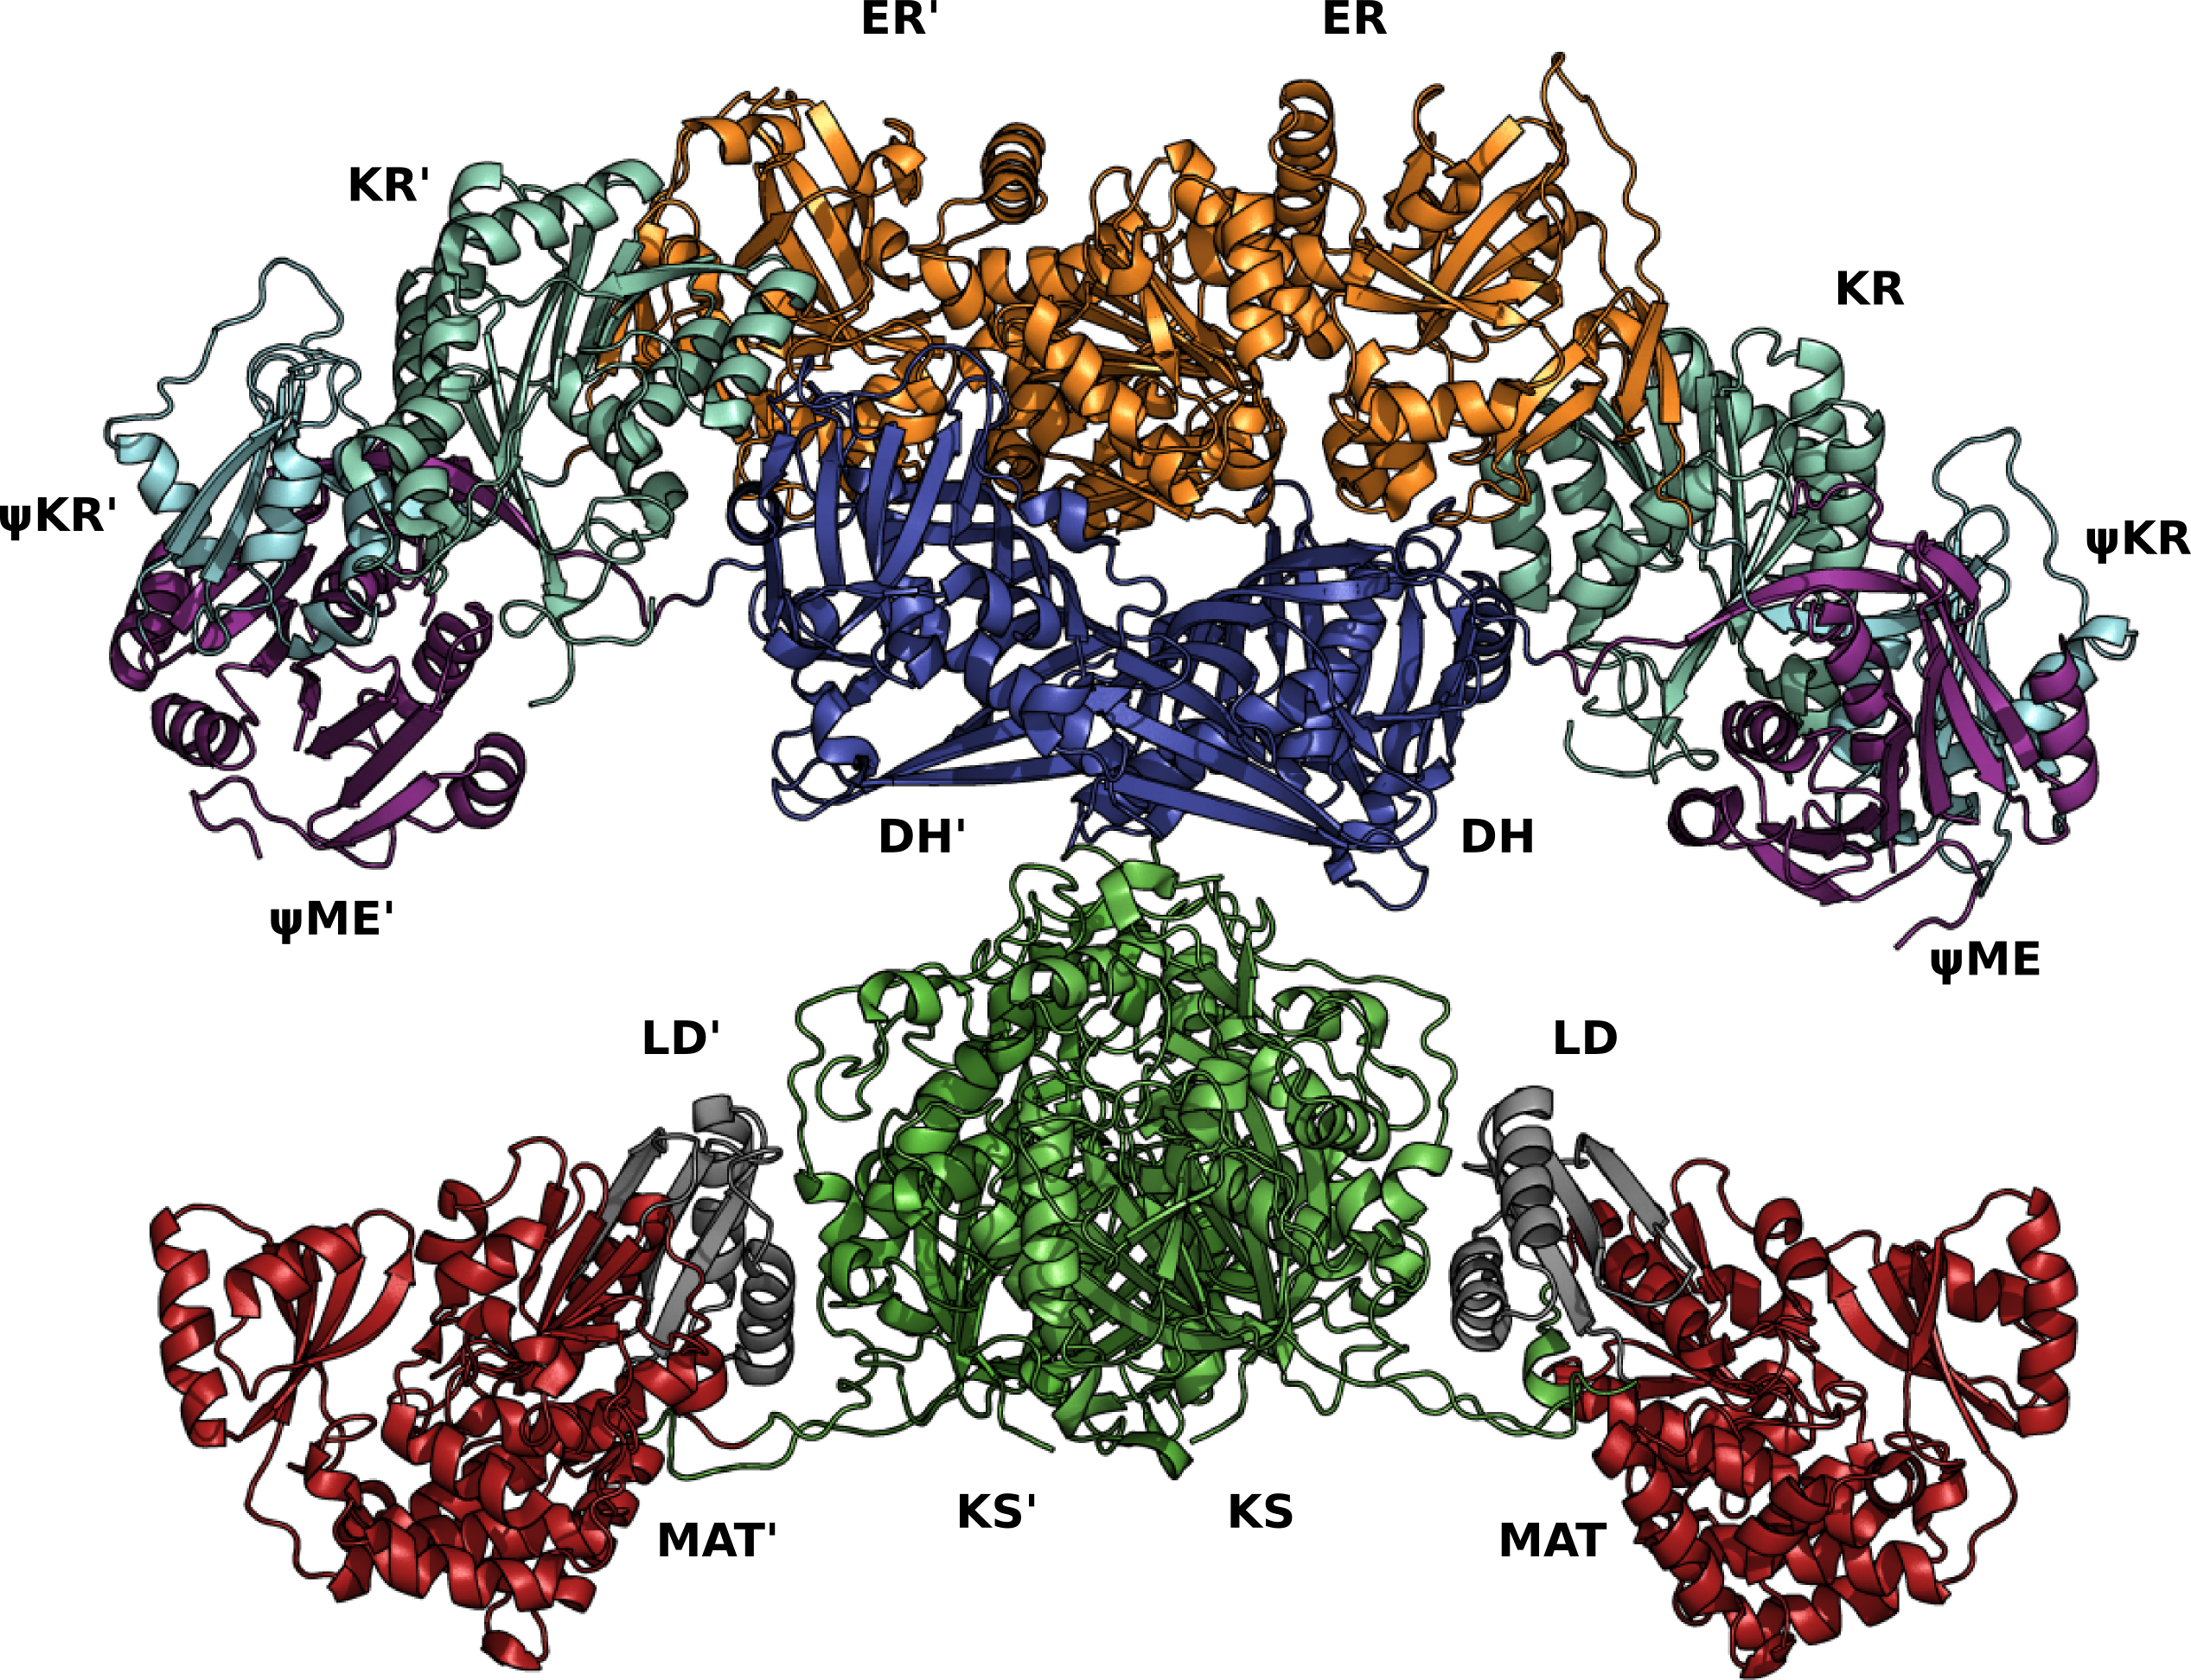 ER' ER
KR'
KR
ψKR'
ψKR
DH' DH
ψME'
ψME
LD' LD
KS' KS
MAT' MAT